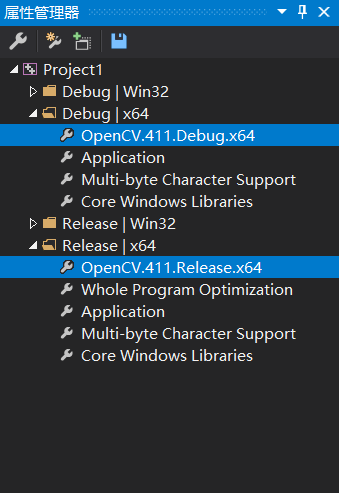 属性管理器
Project1
Debug | Win32
Debug | x64
OpenCV.411.Debug.x64
Application
Multi-byte Character Support
Core Windows Libraries
Release | Win32
Release | x64
OpenCV.411.Release.x64
Whole Program Optimization
Application
Multi-byte Character Support
Core Windows Libraries